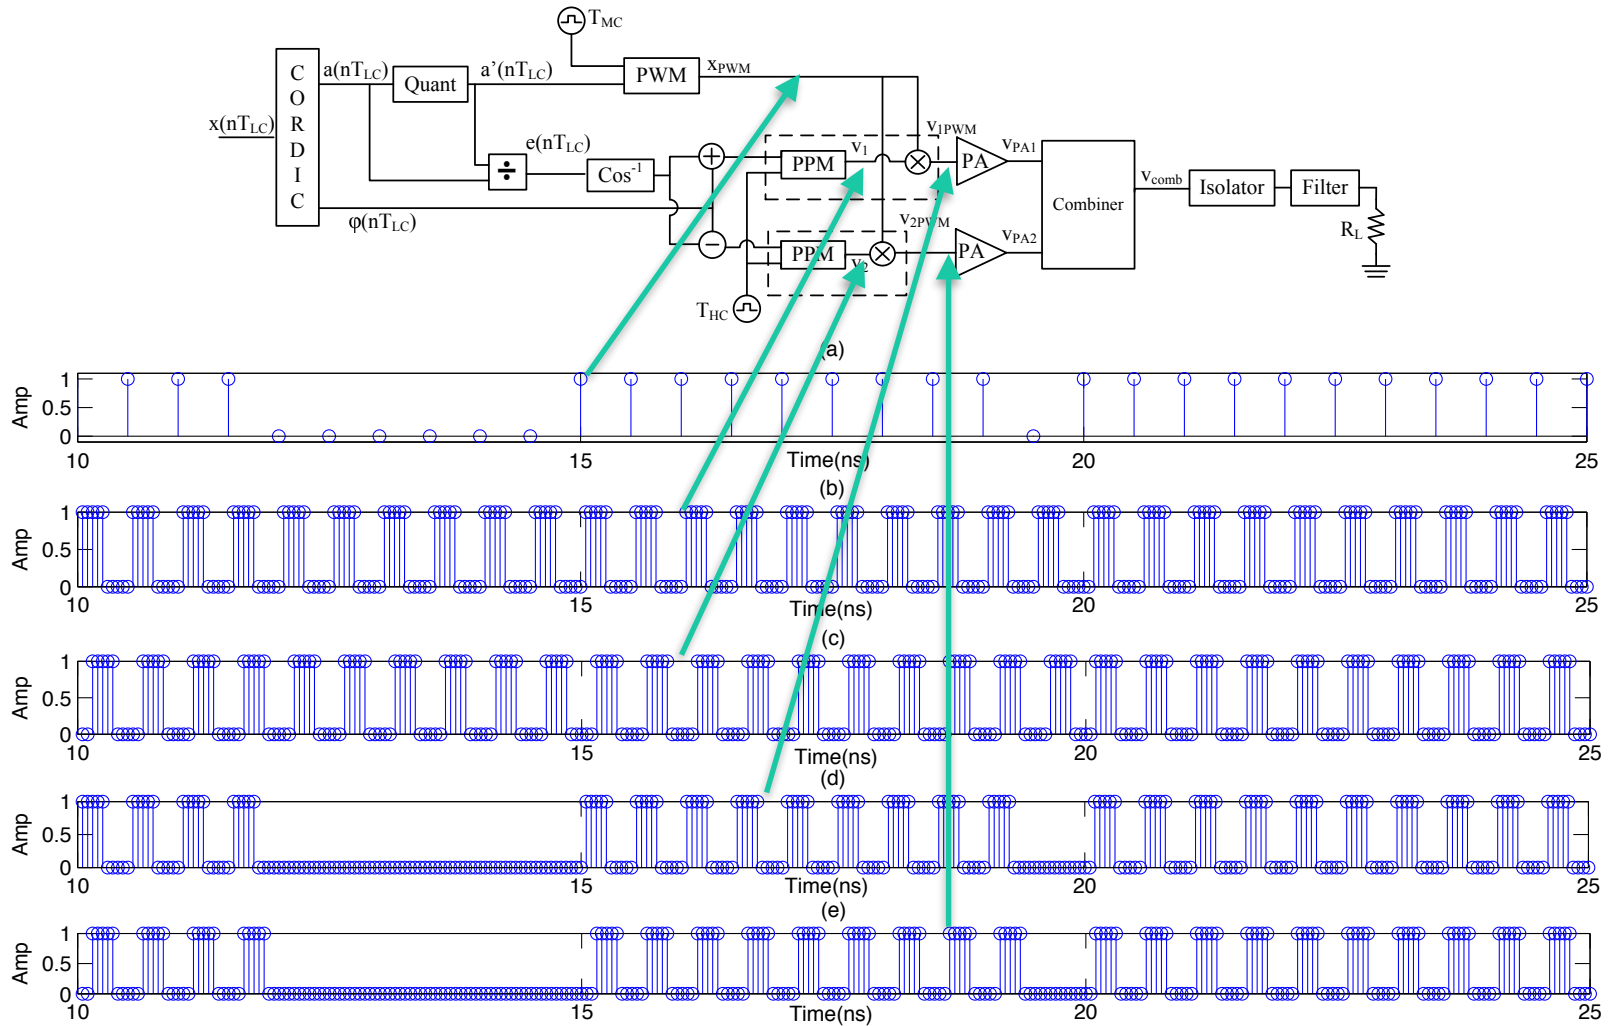 T_MC
CORDIC
x(nT_LC)
a(nT_LC)
Quant
a'(nT_LC)
PWM
x_PWM
÷
e(nT_LC)
Cos^-1
φ(nT_LC)
+
−
PPM
v_1
×
v_1PWM
PA
v_PA1
PPM
v_2
×
v_2PWM
PA
v_PA2
T_HC
Combiner
v_comb
Isolator
Filter
R_L
(a)
Amp
1
0.5
0
10
15
20
25
Time(ns)
(b)
Amp
1
0.5
0
10
15
20
25
Time(ns)
(c)
Amp
1
0.5
0
10
15
20
25
Time(ns)
(d)
Amp
1
0.5
0
10
15
20
25
Time(ns)
(e)
Amp
1
0.5
0
10
15
20
25
Time(ns)